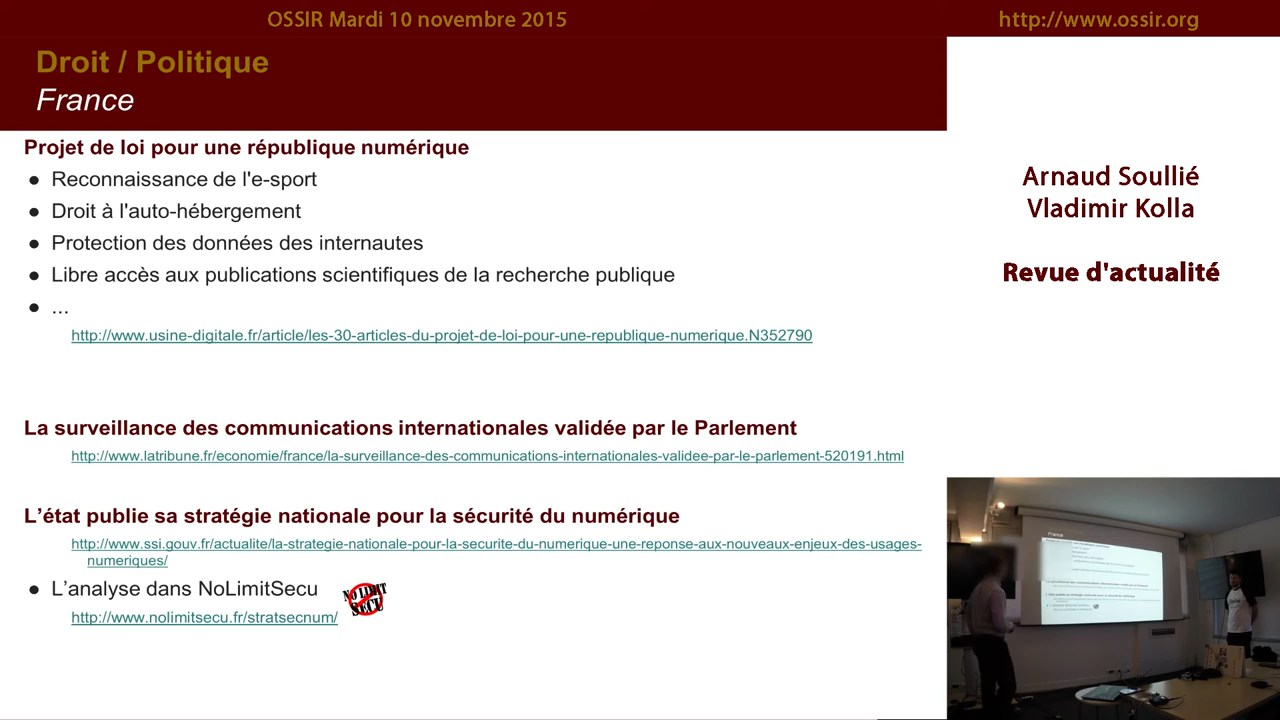 OSSIR Mardi 10 novembre 2015
http://www.ossir.org
Droit / Politique
France
Projet de loi pour une république numérique
● Reconnaissance de l'e-sport
● Droit à l'auto-hébergement
● Protection des données des internautes
● Libre accès aux publications scientifiques de la recherche publique
● ...
http://www.usine-digitale.fr/article/les-30-articles-du-projet-de-loi-pour-une-republique-numerique.N352790
La surveillance des communications internationales validée par le Parlement
http://www.latribune.fr/economie/france/la-surveillance-des-communications-internationales-validee-par-le-parlement-520191.html
L’état publie sa stratégie nationale pour la sécurité du numérique
http://www.ssi.gouv.fr/actualite/la-strategie-nationale-pour-la-securite-du-numerique-une-reponse-aux-nouveaux-enjeux-des-usages-
numeriques/
● L’analyse dans NoLimitSecu
NO LIMIT
SECU
http://www.nolimitsecu.fr/stratsecnum/
Arnaud Soullié
Vladimir Kolla
Revue d'actualité
France